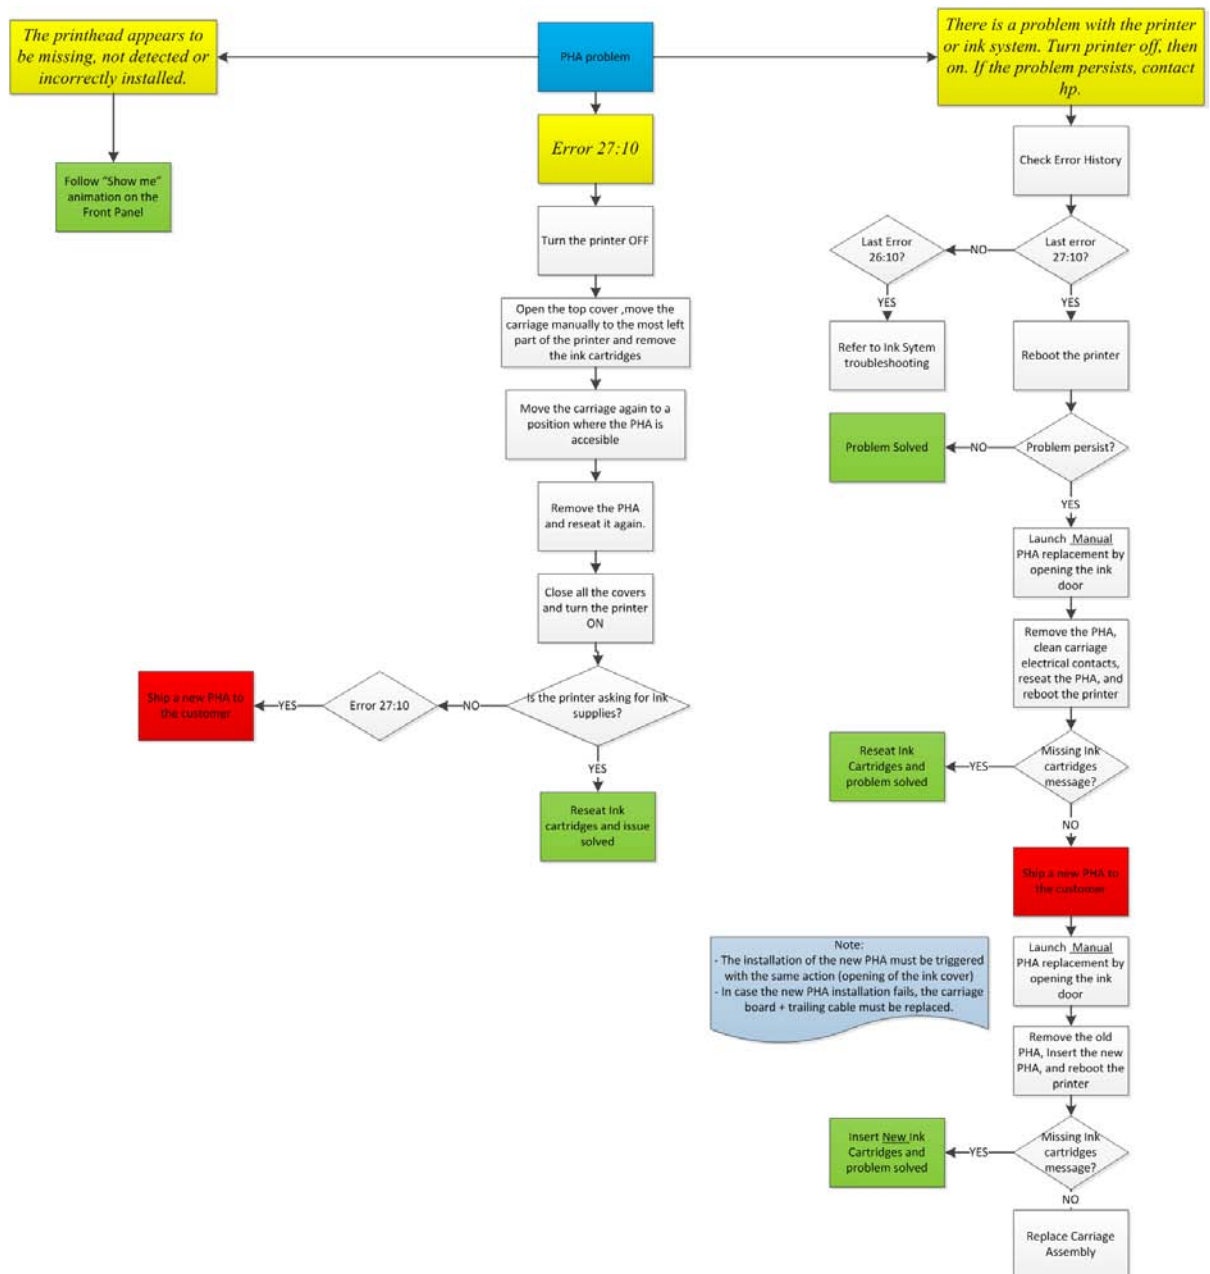 The printhead appears to
be missing, not detected or
incorrectly installed.
PHA problem
There is a problem with the printer
or ink system. Turn printer off, then
on. If the problem persists, contact
hp.
Error 27:10
Check Error History
Follow "Show me"
animation on the
Front Panel
Turn the printer OFF
Last Error
26:10?
NO
Last error
27:10?
YES
YES
Open the top cover ,move the
carriage manually to the most left
part of the printer and remove
the ink cartridges
Refer to Ink Sytem
troubleshooting
Reboot the printer
Move the carriage again to a
position where the PHA is
accesible
Problem Solved
NO
Problem persist?
YES
Remove the PHA
and reseat it again.
Launch Manual
PHA replacement by
opening the ink
door
Close all the covers
and turn the printer
ON
Remove the PHA,
clean carriage
electrical contacts,
reseat the PHA, and
reboot the printer
Ship a new PHA to
the customer
YES
Error 27:10
NO
Is the printer asking for Ink
supplies?
YES
Reseat Ink
Cartridges and
problem solved
YES
Missing Ink
cartridges
message?
NO
Reseat Ink
cartridges and issue
solved
Ship a new PHA to
the customer
Note:
- The installation of the new PHA must be triggered
with the same action (opening of the ink cover)
- In case the new PHA installation fails, the carriage
board + trailing cable must be replaced.
Launch Manual
PHA replacement by
opening the ink
door
Remove the old
PHA, Insert the new
PHA, and reboot the
printer
Insert New Ink
Cartridges and
problem solved
YES
Missing Ink
cartridges
message?
NO
Replace Carriage
Assembly